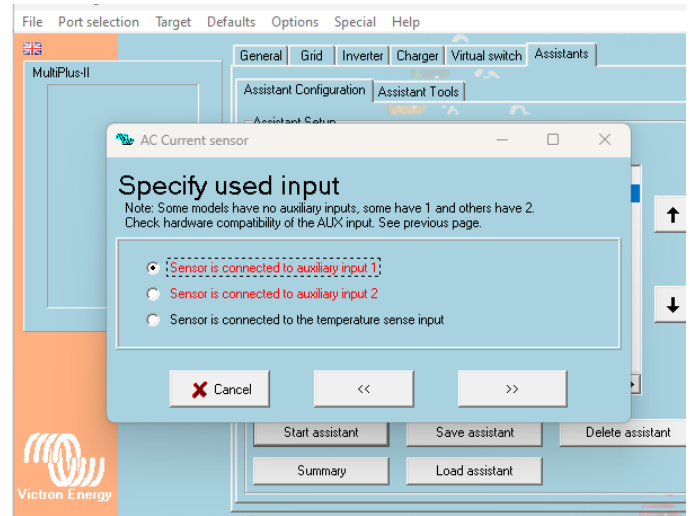 File Port selection Target Defaults Options Special Help
General Grid Inverter Charger Virtual switch Assistants
MultiPlus-II
Assistant Configuration Assistant Tools
Assistant Setup
AC Current sensor
Specify used input
Note: Some models have no auxiliary inputs, some have 1 and others have 2.
Check hardware compatibility of the AUX input. See previous page.
Sensor is connected to auxiliary input 1
Sensor is connected to auxiliary input 2
Sensor is connected to the temperature sense input
Cancel << >>
Start assistant Save assistant Delete assistant
Summary Load assistant
Victron Energy